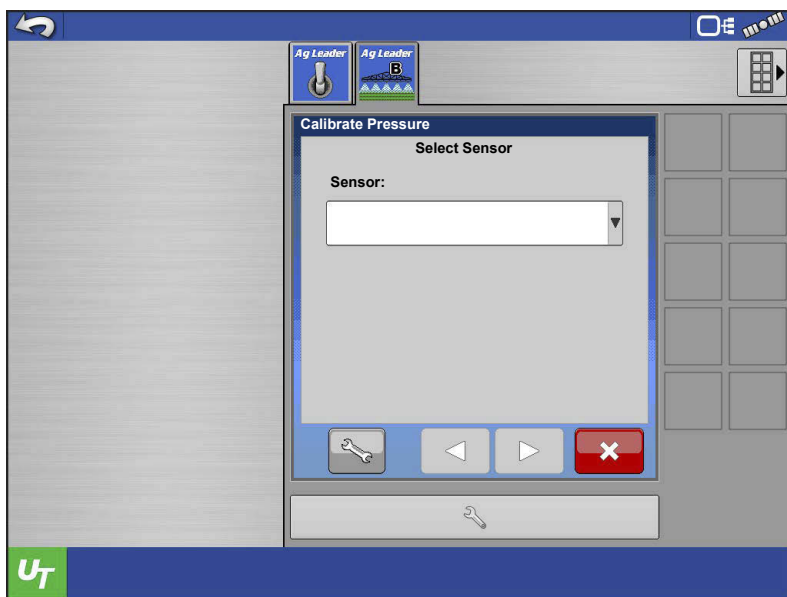 Ag Leader Ag Leader
B
Calibrate Pressure
Select Sensor
Sensor:
UT